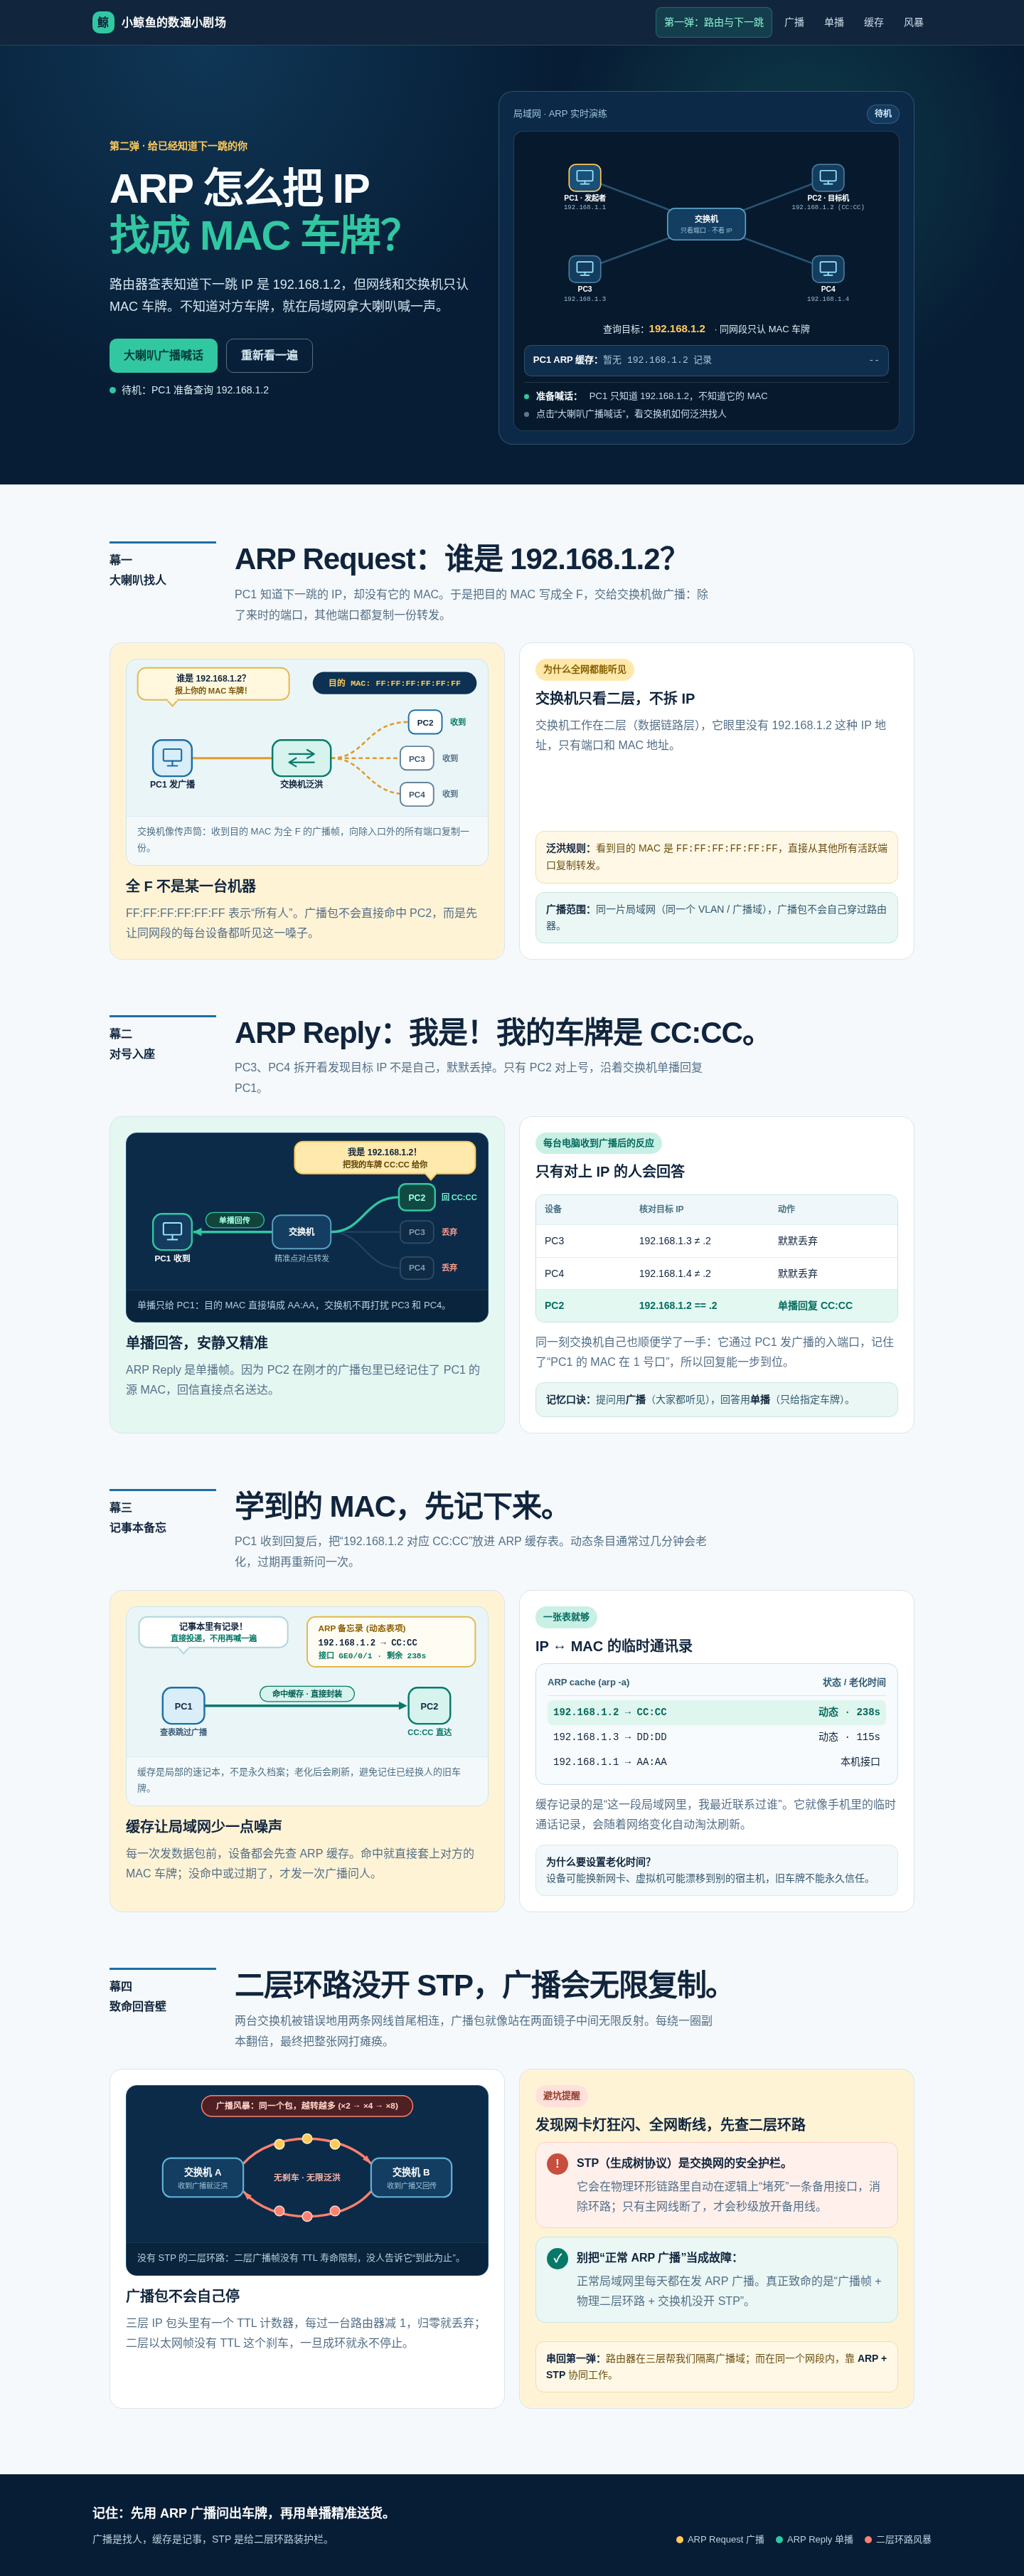 鲸 小鲸鱼的数通小剧场
第一弹：路由与下一跳 广播 单播 缓存 风暴
第二弹 · 给已经知道下一跳的你
ARP 怎么把 IP
找成 MAC 车牌？
路由器查表知道下一跳 IP 是 192.168.1.2，但网线和交换机只认
MAC 车牌。不知道对方车牌，就在局域网拿大喇叭喊一声。
大喇叭广播喊话 重新看一遍
待机：PC1 准备查询 192.168.1.2
局域网 · ARP 实时演练 待机
PC1 · 发起者
192.168.1.1
PC2 · 目标机
192.168.1.2 (CC:CC)
交换机
只看端口 · 不看 IP
PC3
192.168.1.3
PC4
192.168.1.4
查询目标：192.168.1.2 · 同网段只认 MAC 车牌
PC1 ARP 缓存：暂无 192.168.1.2 记录 --
准备喊话： PC1 只知道 192.168.1.2，不知道它的 MAC
点击“大喇叭广播喊话”，看交换机如何泛洪找人
幕一
大喇叭找人
ARP Request：谁是 192.168.1.2？
PC1 知道下一跳的 IP，却没有它的 MAC。于是把目的 MAC 写成全 F，交给交换机做广播：除
了来时的端口，其他端口都复制一份转发。
谁是 192.168.1.2？
报上你的 MAC 车牌！
目的 MAC: FF:FF:FF:FF:FF:FF
PC2 收到
PC3 收到
PC4 收到
PC1 发广播
交换机泛洪
交换机像传声筒：收到目的 MAC 为全 F 的广播帧，向除入口外的所有端口复制一
份。
全 F 不是某一台机器
FF:FF:FF:FF:FF:FF 表示“所有人”。广播包不会直接命中 PC2，而是先
让同网段的每台设备都听见这一嗓子。
为什么全网都能听见
交换机只看二层，不拆 IP
交换机工作在二层（数据链路层），它眼里没有 192.168.1.2 这种 IP 地
址，只有端口和 MAC 地址。
泛洪规则：看到目的 MAC 是 FF:FF:FF:FF:FF:FF，直接从其他所有活跃端
口复制转发。
广播范围：同一片局域网（同一个 VLAN / 广播域），广播包不会自己穿过路由
器。
幕二
对号入座
ARP Reply：我是！我的车牌是 CC:CC。
PC3、PC4 拆开看发现目标 IP 不是自己，默默丢掉。只有 PC2 对上号，沿着交换机单播回复
PC1。
我是 192.168.1.2！
把我的车牌 CC:CC 给你
PC2 回 CC:CC
单播回传
交换机
精准点对点转发
PC3 丢弃
PC4 丢弃
PC1 收到
单播只给 PC1：目的 MAC 直接填成 AA:AA，交换机不再打扰 PC3 和 PC4。
单播回答，安静又精准
ARP Reply 是单播帧。因为 PC2 在刚才的广播包里已经记住了 PC1 的
源 MAC，回信直接点名送达。
每台电脑收到广播后的反应
只有对上 IP 的人会回答
设备 核对目标 IP 动作
PC3 192.168.1.3 ≠ .2 默默丢弃
PC4 192.168.1.4 ≠ .2 默默丢弃
PC2 192.168.1.2 == .2 单播回复 CC:CC
同一刻交换机自己也顺便学了一手：它通过 PC1 发广播的入端口，记住
了“PC1 的 MAC 在 1 号口”，所以回复能一步到位。
记忆口诀：提问用广播（大家都听见），回答用单播（只给指定车牌）。
幕三
记事本备忘
学到的 MAC，先记下来。
PC1 收到回复后，把“192.168.1.2 对应 CC:CC”放进 ARP 缓存表。动态条目通常过几分钟会老
化，过期再重新问一次。
记事本里有记录！
直接投递，不用再喊一遍
ARP 备忘录 (动态表项)
192.168.1.2 → CC:CC
接口 GE0/0/1 · 剩余 238s
命中缓存 · 直接封装
PC1
查表跳过广播
PC2
CC:CC 直达
缓存是局部的速记本，不是永久档案；老化后会刷新，避免记住已经换人的旧车
牌。
缓存让局域网少一点噪声
每一次发数据包前，设备都会先查 ARP 缓存。命中就直接套上对方的
MAC 车牌；没命中或过期了，才发一次广播问人。
一张表就够
IP ↔ MAC 的临时通讯录
ARP cache (arp -a) 状态 / 老化时间
192.168.1.2 → CC:CC 动态 · 238s
192.168.1.3 → DD:DD 动态 · 115s
192.168.1.1 → AA:AA 本机接口
缓存记录的是“这一段局域网里，我最近联系过谁”。它就像手机里的临时
通话记录，会随着网络变化自动淘汰刷新。
为什么要设置老化时间？
设备可能换新网卡、虚拟机可能漂移到别的宿主机，旧车牌不能永久信任。
幕四
致命回音壁
二层环路没开 STP，广播会无限复制。
两台交换机被错误地用两条网线首尾相连，广播包就像站在两面镜子中间无限反射。每绕一圈副
本翻倍，最终把整张网打瘫痪。
广播风暴：同一个包，越转越多 (×2 → ×4 → ×8)
交换机 A
收到广播就泛洪
无刹车 · 无限泛洪
交换机 B
收到广播又回传
没有 STP 的二层环路：二层广播帧没有 TTL 寿命限制，没人告诉它“到此为止”。
广播包不会自己停
三层 IP 包头里有一个 TTL 计数器，每过一台路由器减 1，归零就丢弃；
二层以太网帧没有 TTL 这个刹车，一旦成环就永不停止。
避坑提醒
发现网卡灯狂闪、全网断线，先查二层环路
! STP（生成树协议）是交换网的安全护栏。
它会在物理环形链路里自动在逻辑上“堵死”一条备用接口，消
除环路；只有主网线断了，才会秒级放开备用线。
✓ 别把“正常 ARP 广播”当成故障：
正常局域网里每天都在发 ARP 广播。真正致命的是“广播帧 +
物理二层环路 + 交换机没开 STP”。
串回第一弹：路由器在三层帮我们隔离广播域；而在同一个网段内，靠 ARP +
STP 协同工作。
记住：先用 ARP 广播问出车牌，再用单播精准送货。
广播是找人，缓存是记事，STP 是给二层环路装护栏。
ARP Request 广播 ARP Reply 单播 二层环路风暴